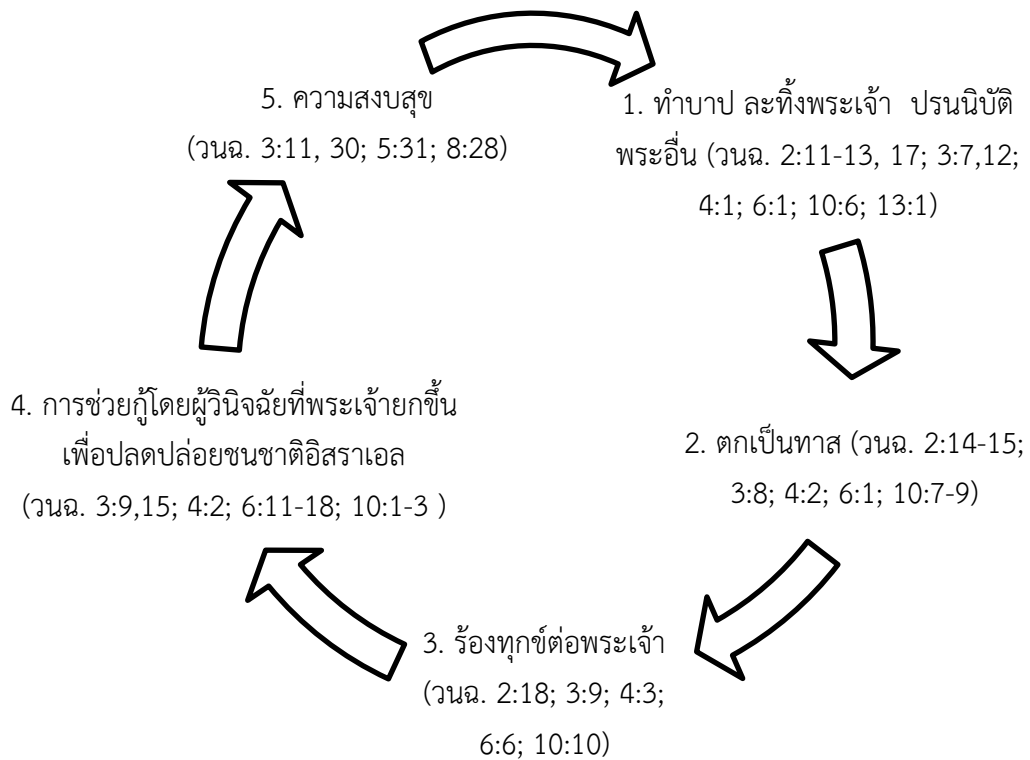 1. ทำบาป ละทิ้งพระเจ้า ปรนนิบัติ
พระอื่น (วนฉ. 2:11-13, 17; 3:7,12;
4:1; 6:1; 10:6; 13:1)
2. ตกเป็นทาส (วนฉ. 2:14-15;
3:8; 4:2; 6:1; 10:7-9)
3. ร้องทุกข์ต่อพระเจ้า
(วนฉ. 2:18; 3:9; 4:3;
6:6; 10:10)
4. การช่วยกู้โดยผู้วินิจฉัยที่พระเจ้ายกขึ้น
เพื่อปลดปล่อยชนชาติอิสราเอล
(วนฉ. 3:9,15; 4:2; 6:11-18; 10:1-3 )
5. ความสงบสุข
(วนฉ. 3:11, 30; 5:31; 8:28)